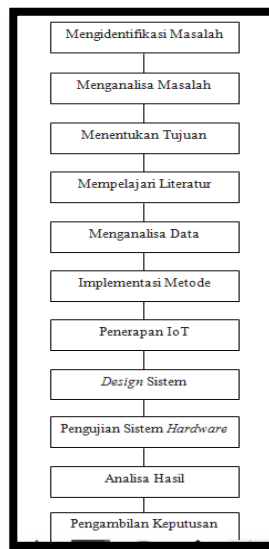 Mengidentifikasi Masalah
Menganalisa Masalah
Menentukan Tujuan
Mempelajari Literatur
Menganalisa Data
Implementasi Metode
Penerapan IoT
Design Sistem
Pengujian Sistem Hardware
Analisa Hasil
Pengambilan Keputusan